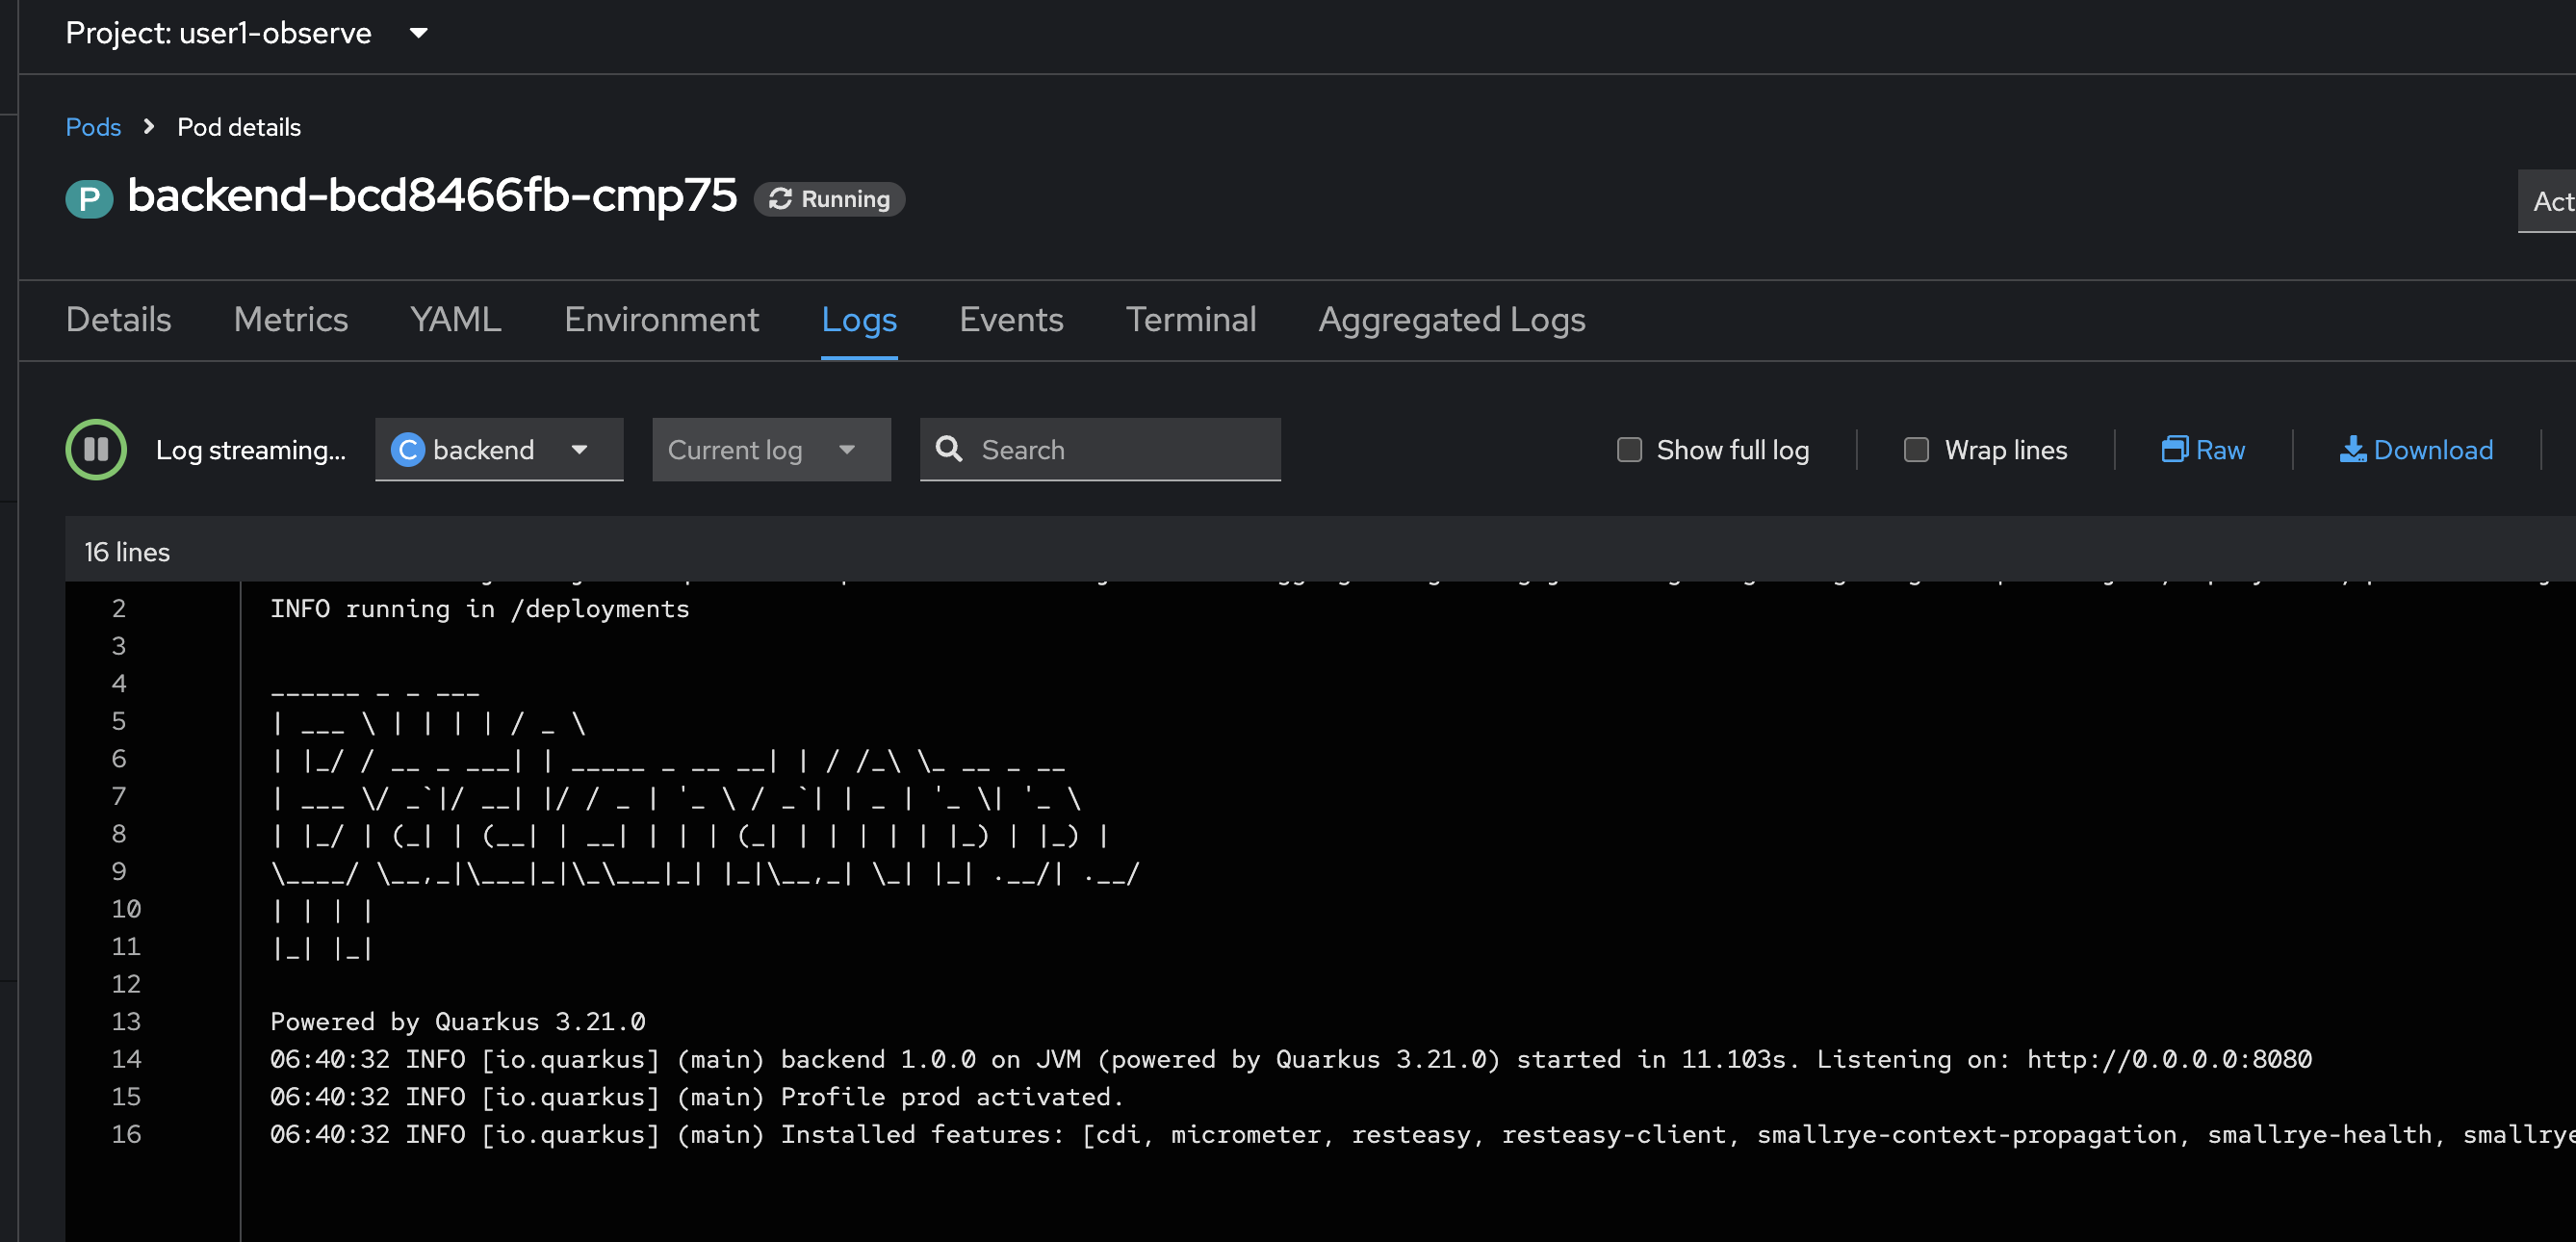 Project: user1-observe
Pods > Pod details
P backend-bcd8466fb-cmp75 Running
Act
Details Metrics YAML Environment Logs Events Terminal Aggregated Logs
Log streaming... C backend Current log Search Show full log Wrap lines Raw Download
16 lines
2 INFO running in /deployments
3
4 ______ _ _ ___
5 | ___ \ | | | | / _ \
6 | |_/ / __ _ ___| | _____ _ __ __| | / /_\ \_ __ _ __
7 | ___ \/ _`|/ __| |/ / _ | '_ \ / _`| | _ | '_ \| '_ \
8 | |_/ | (_| | (__| | __| | | | (_| | | | | | |_) | |_) |
9 \____/ \__,_|\___|_|\_\___|_| |_|\__,_| \_| |_| .__/| .__/
10 | | | |
11 |_| |_|
12
13 Powered by Quarkus 3.21.0
14 06:40:32 INFO [io.quarkus] (main) backend 1.0.0 on JVM (powered by Quarkus 3.21.0) started in 11.103s. Listening on: http://0.0.0.0:8080
15 06:40:32 INFO [io.quarkus] (main) Profile prod activated.
16 06:40:32 INFO [io.quarkus] (main) Installed features: [cdi, micrometer, resteasy, resteasy-client, smallrye-context-propagation, smallrye-health, smallrye